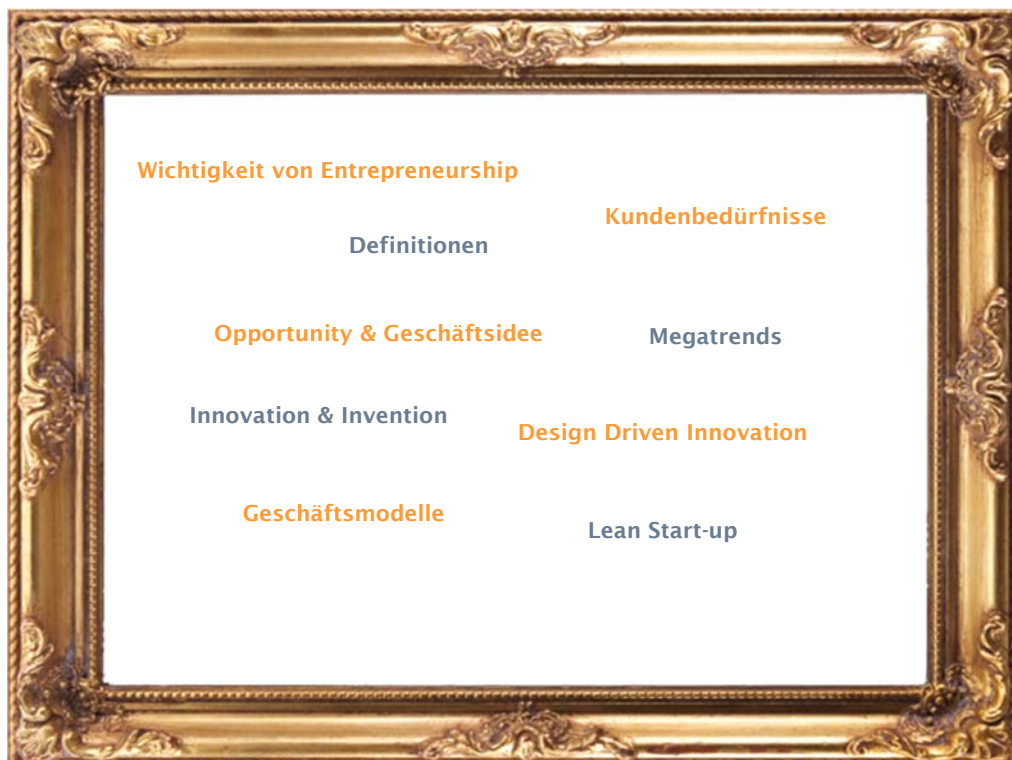 Wichtigkeit von Entrepreneurship
Kundenbedürfnisse
Definitionen
Opportunity & Geschäftsidee
Megatrends
Innovation & Invention
Design Driven Innovation
Geschäftsmodelle
Lean Start-up